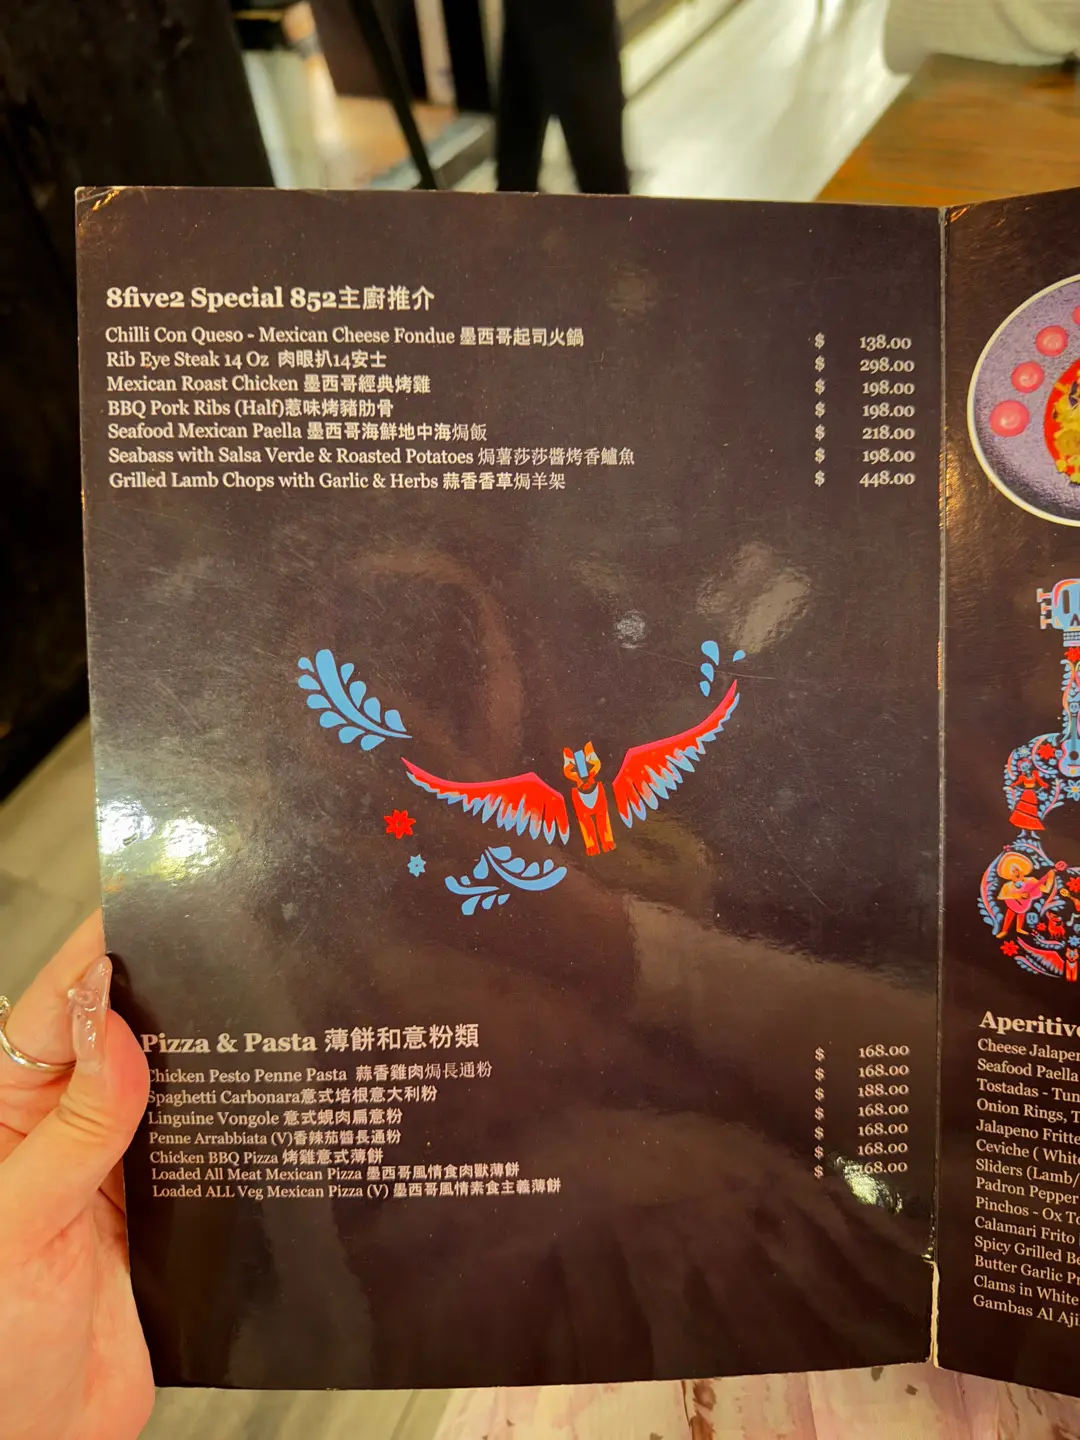 8five2 Special 852主廚推介
Chilli Con Queso - Mexican Cheese Fondue 墨西哥起司火鍋 $ 138.00
Rib Eye Steak 14 Oz 肉眼扒14安士 $ 298.00
Mexican Roast Chicken 墨西哥經典烤雞 $ 198.00
BBQ Pork Ribs (Half)惹味烤豬肋骨 $ 198.00
Seafood Mexican Paella 墨西哥海鮮地中海焗飯 $ 218.00
Seabass with Salsa Verde & Roasted Potatoes 焗薯莎莎醬烤香鱸魚 $ 198.00
Grilled Lamb Chops with Garlic & Herbs 蒜香香草焗羊架 $ 448.00
Pizza & Pasta 薄餅和意粉類
Chicken Pesto Penne Pasta 蒜香雞肉焗長通粉 $ 168.00
Spaghetti Carbonara意式培根意大利粉 $ 168.00
Linguine Vongole 意式蜆肉扁意粉 $ 188.00
Penne Arrabbiata (V)香辣茄醬長通粉 $ 168.00
Chicken BBQ Pizza 烤雞意式薄餅 $ 168.00
Loaded All Meat Mexican Pizza 墨西哥風情食肉獸薄餅 $ 168.00
Loaded ALL Veg Mexican Pizza (V) 墨西哥風情素食主義薄餅 $ 168.00
Aperitivo
Cheese Jalape
Seafood Paella
Tostadas - Tun
Onion Rings, T
Jalapeno Fritte
Ceviche ( White
Sliders (Lamb/
Padron Pepper
Pinchos - Ox To
Calamari Frito
Spicy Grilled Be
Butter Garlic Pr
Clams in White
Gambas Al Aji